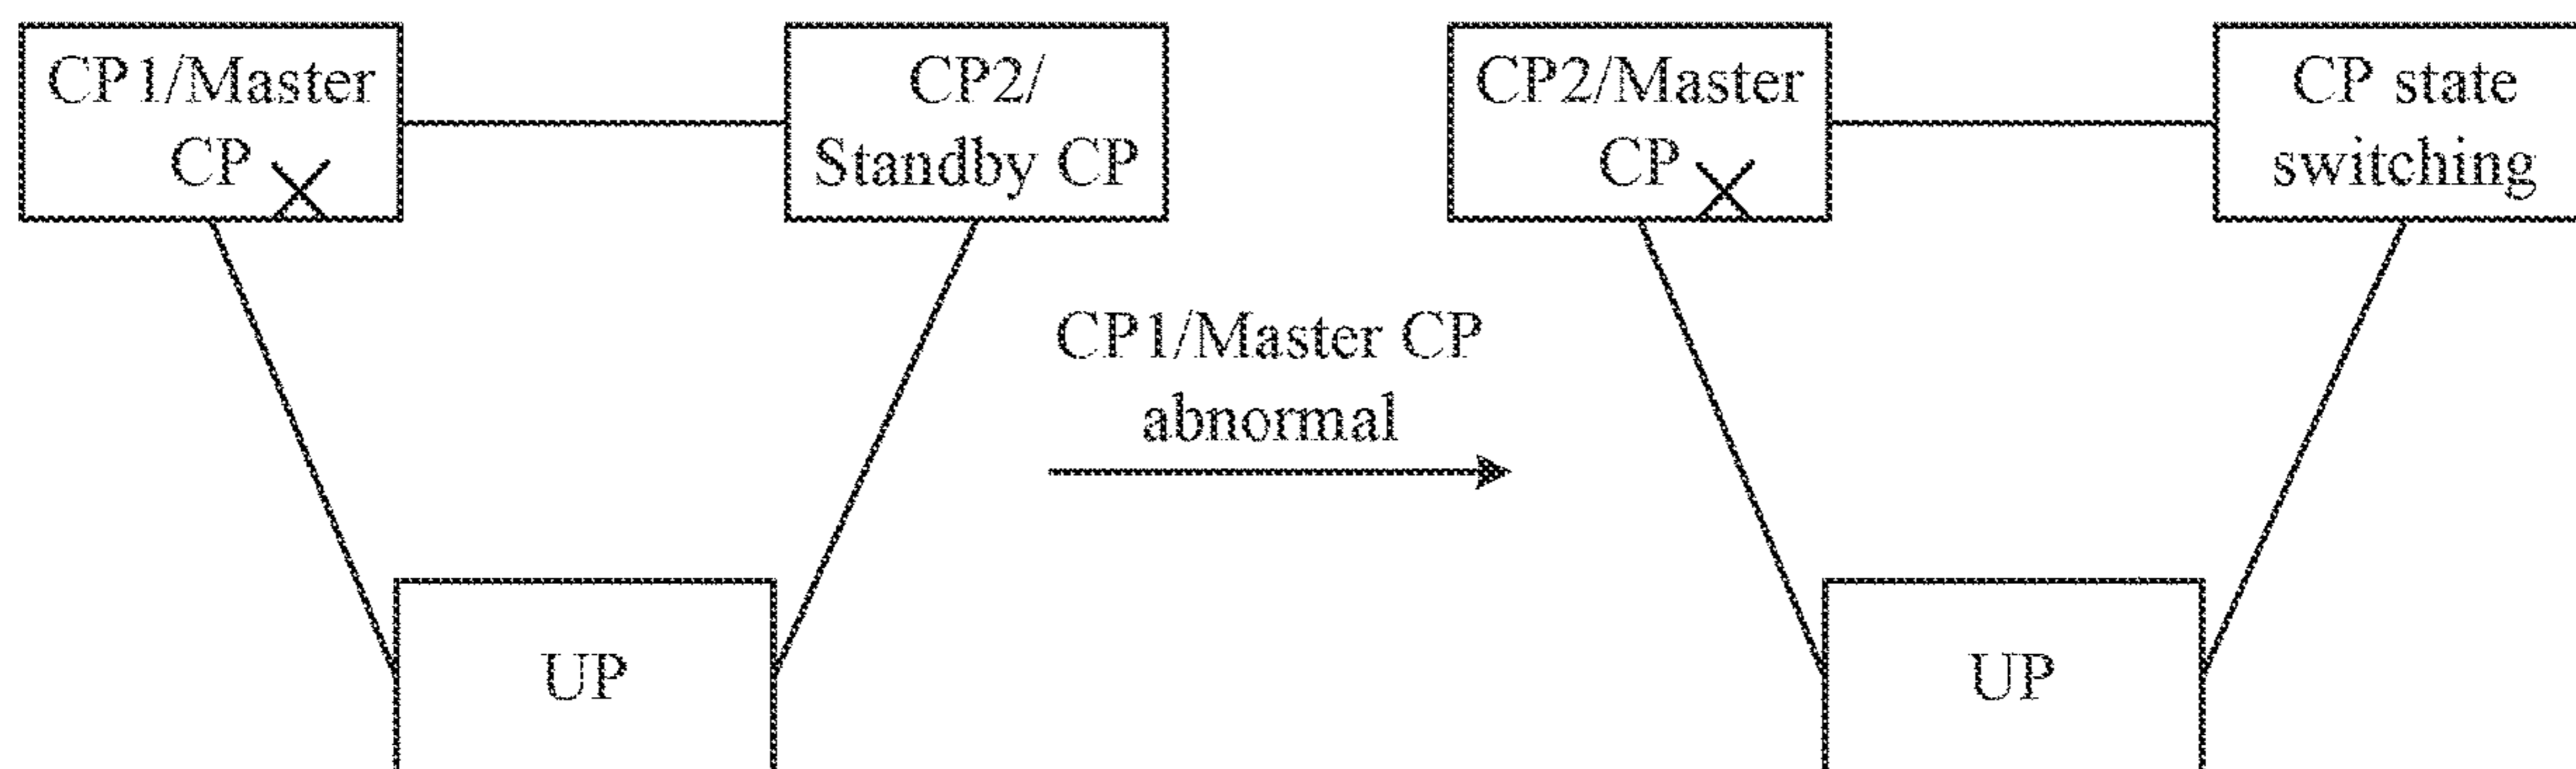 CP1/Master
CP
CP2/
Standby CP
CP2/Master
CP
CP state
switching
CP1/Master CP
abnormal
UP
UP